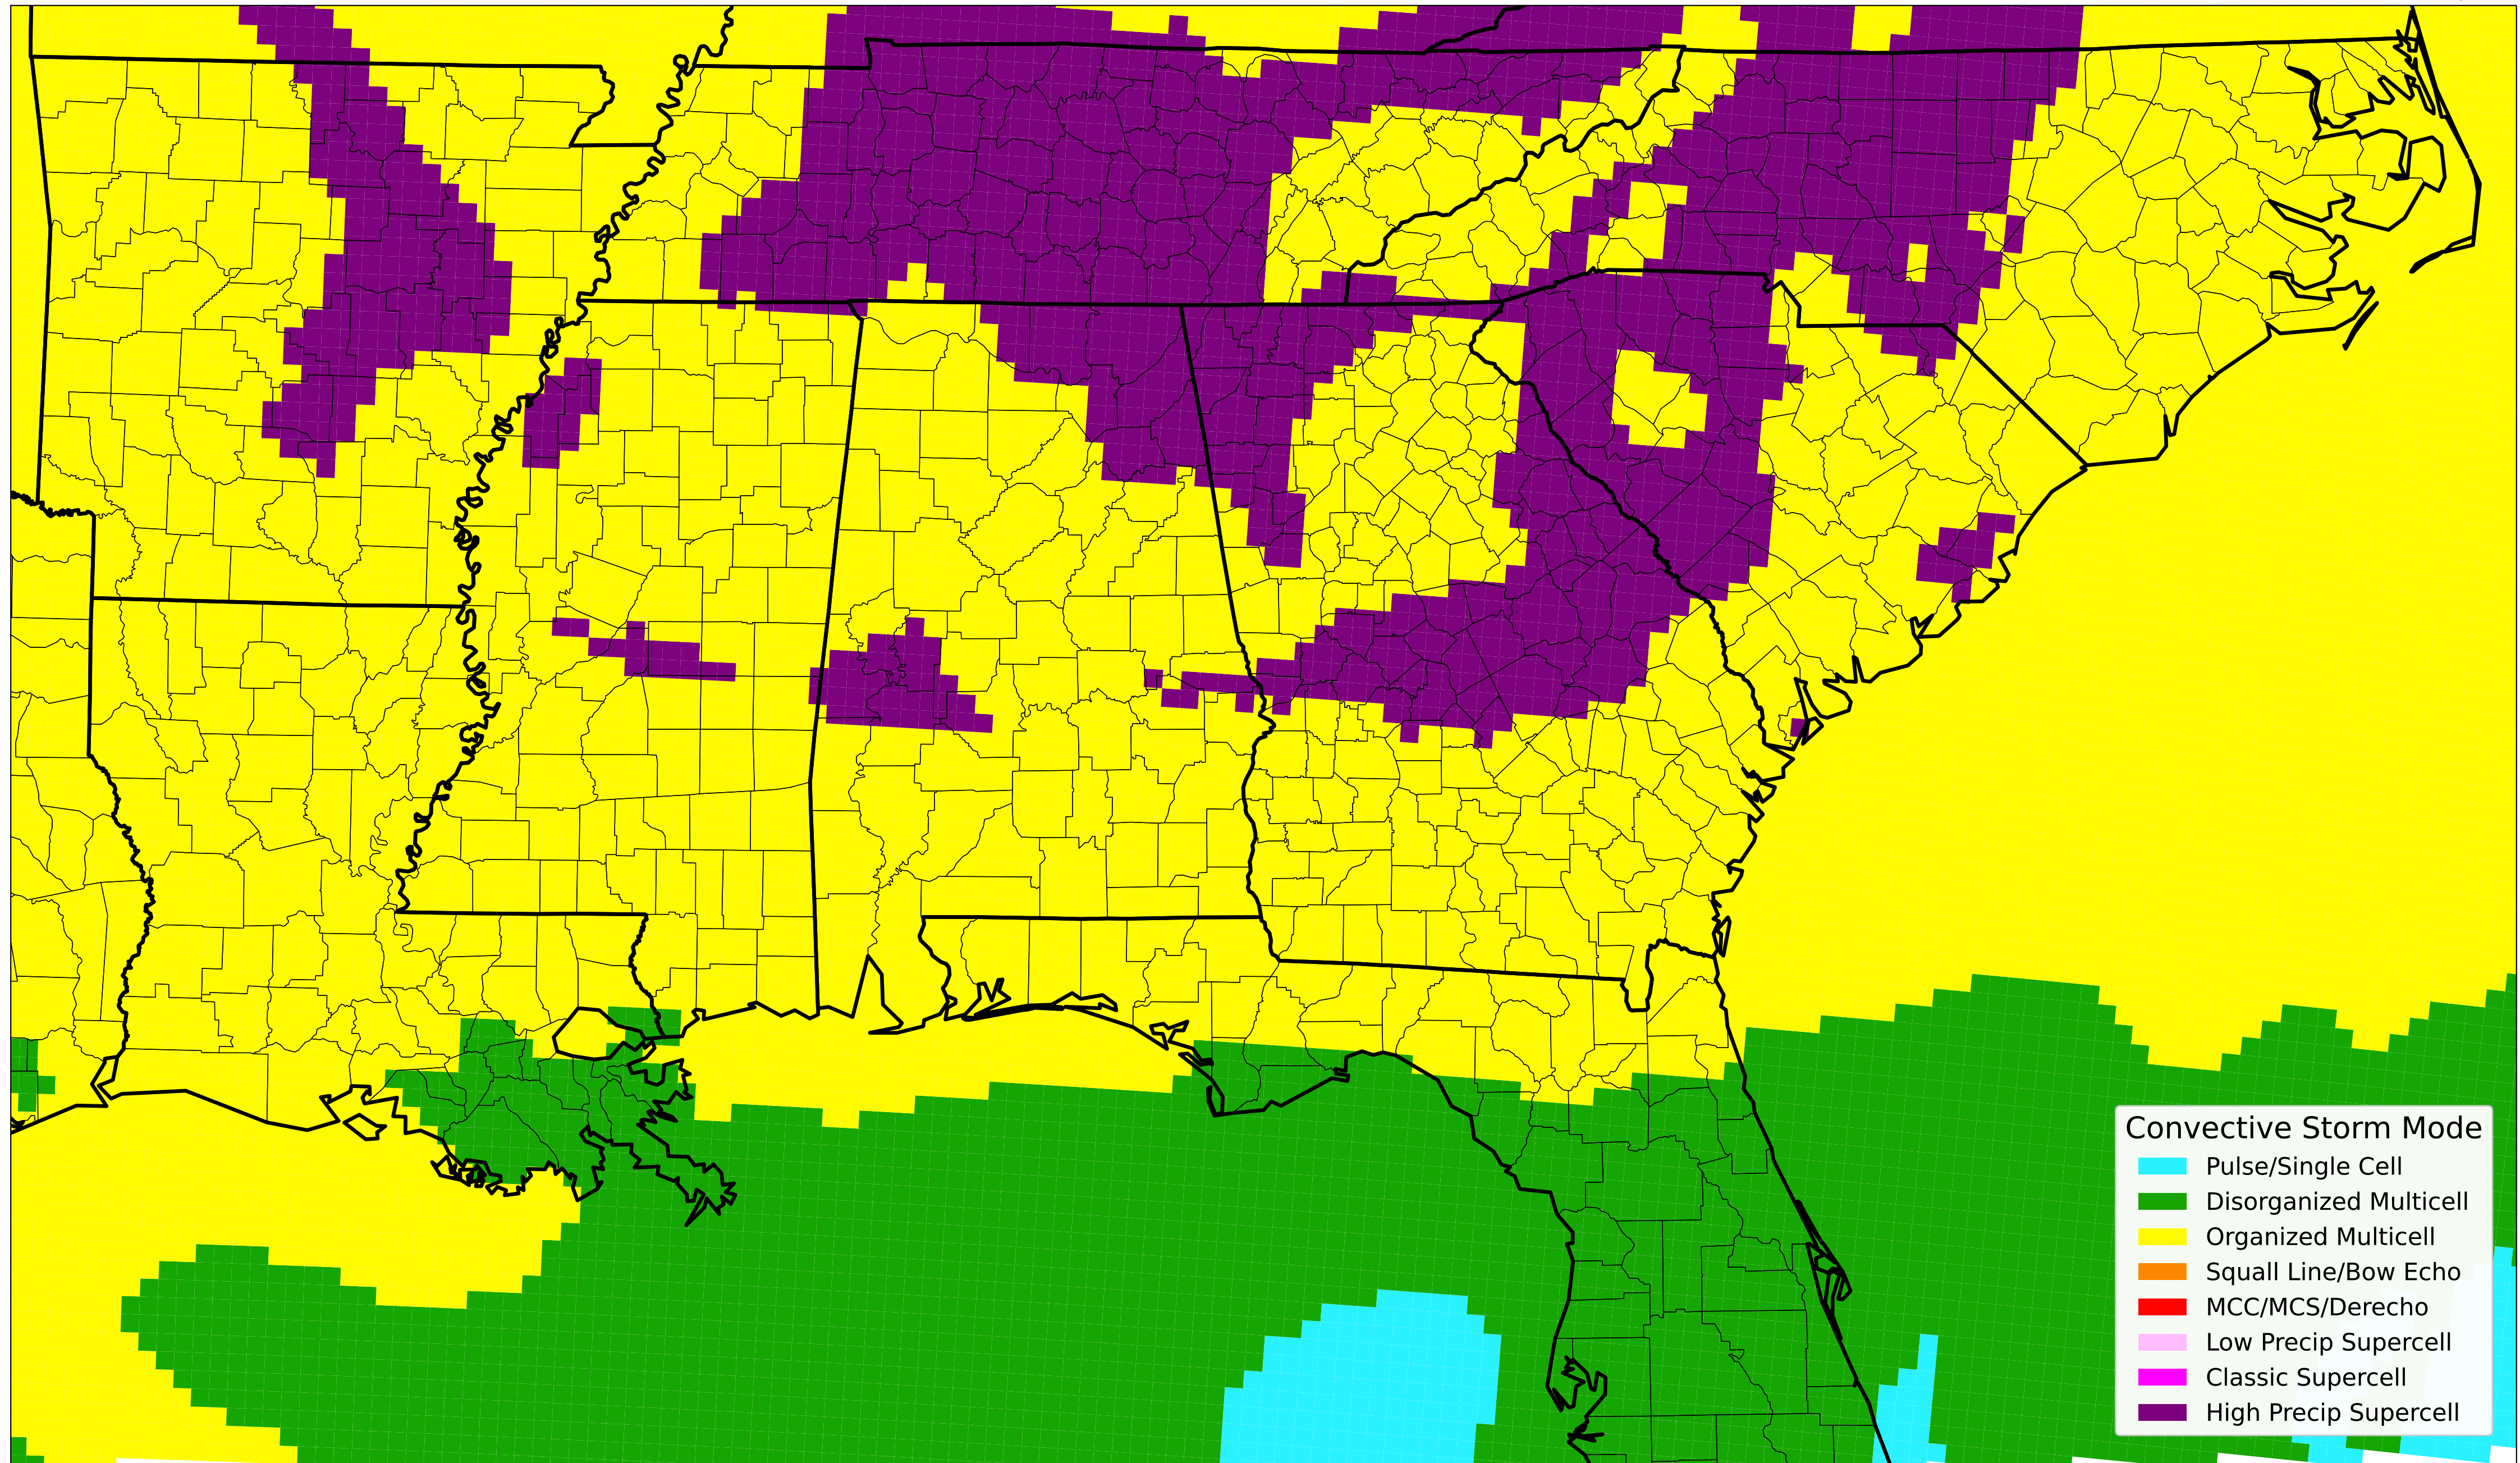 Convective Storm Mode
Pulse/Single Cell
Disorganized Multicell
Organized Multicell
Squall Line/Bow Echo
MCC/MCS/Derecho
Low Precip Supercell
Classic Supercell
High Precip Supercell